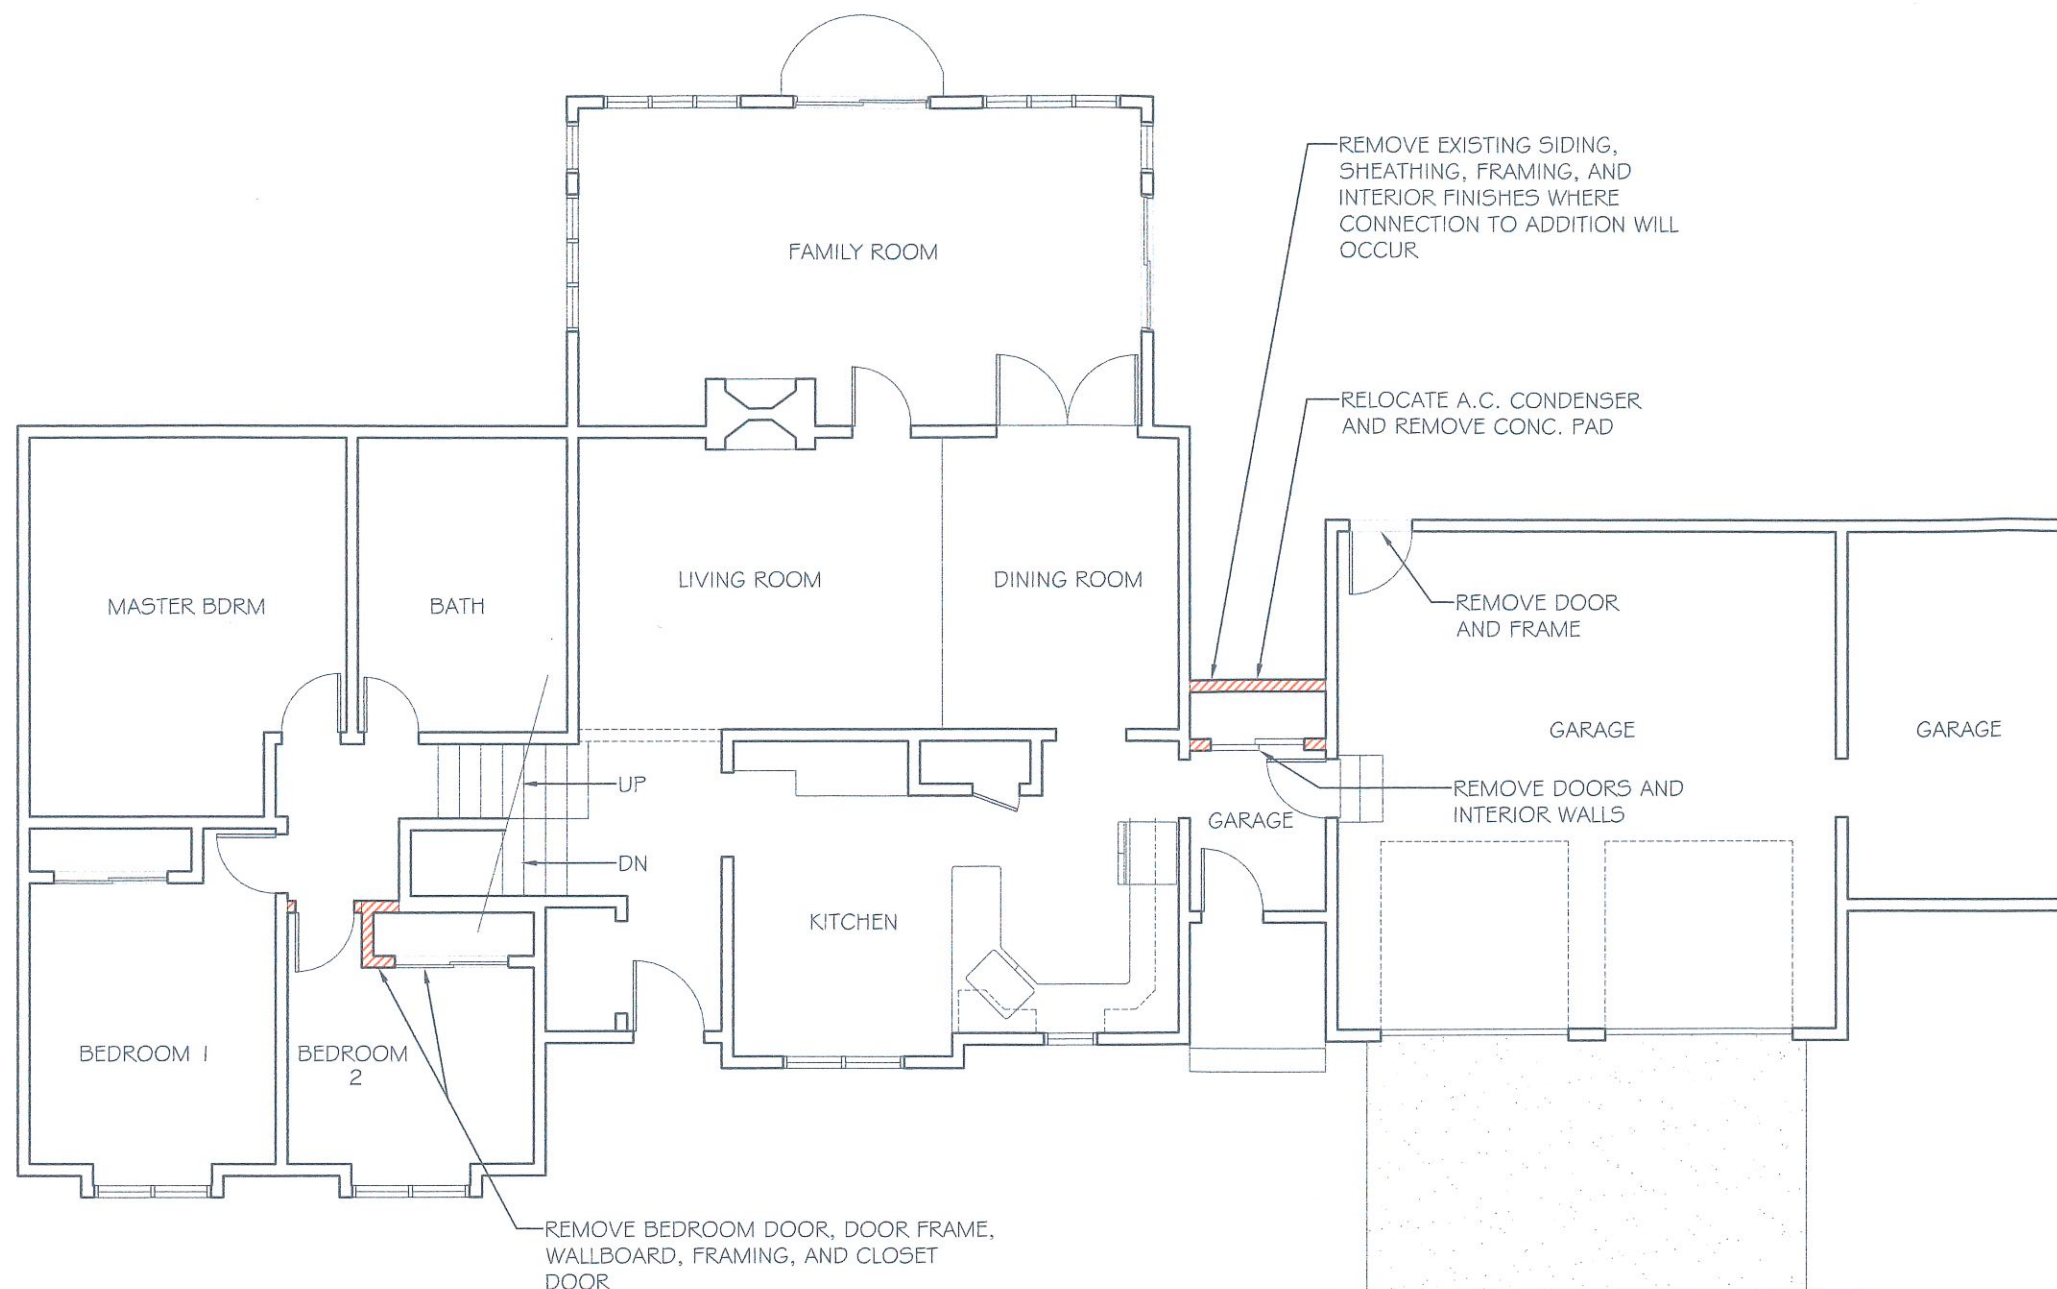 REMOVE EXISTING SIDING,
SHEATHING, FRAMING, AND
INTERIOR FINISHES WHERE
CONNECTION TO ADDITION WILL
OCCUR
FAMILY ROOM
RELOCATE A.C. CONDENSER
AND REMOVE CONC. PAD
MASTER BDRM
BATH
LIVING ROOM
DINING ROOM
REMOVE DOOR
AND FRAME
GARAGE
GARAGE
UP
REMOVE DOORS AND
INTERIOR WALLS
GARAGE
DN
KITCHEN
BEDROOM 1
BEDROOM
2
REMOVE BEDROOM DOOR, DOOR FRAME,
WALLBOARD, FRAMING, AND CLOSET
DOOR